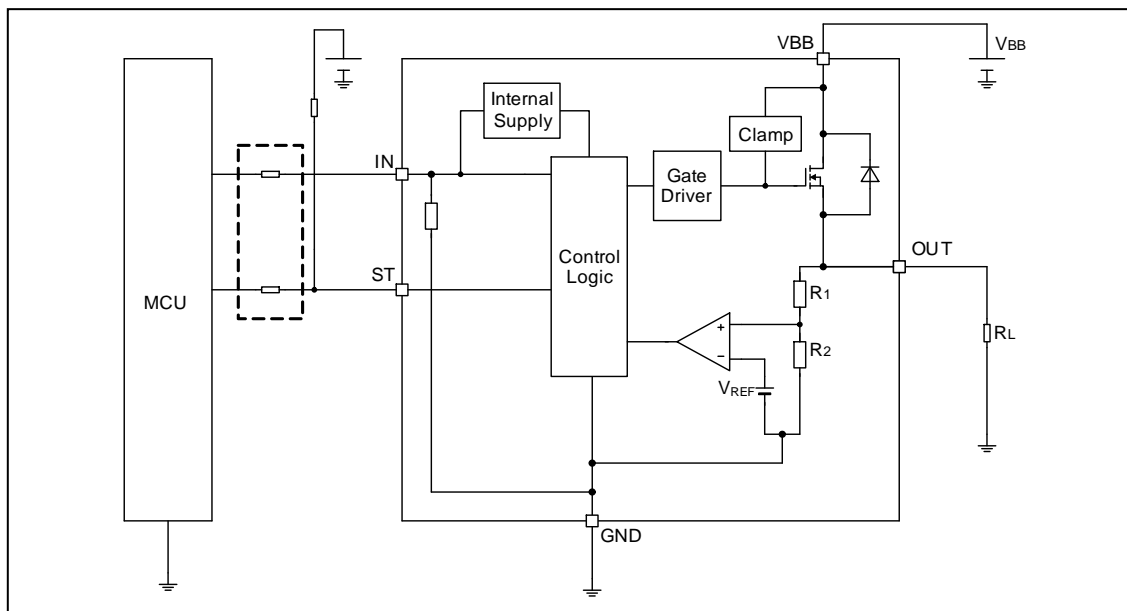 VBB
VBB
Internal
Supply
Clamp
IN
Gate
Driver
OUT
Control
Logic
ST
MCU
R1
+
R2
−
RL
VREF
GND